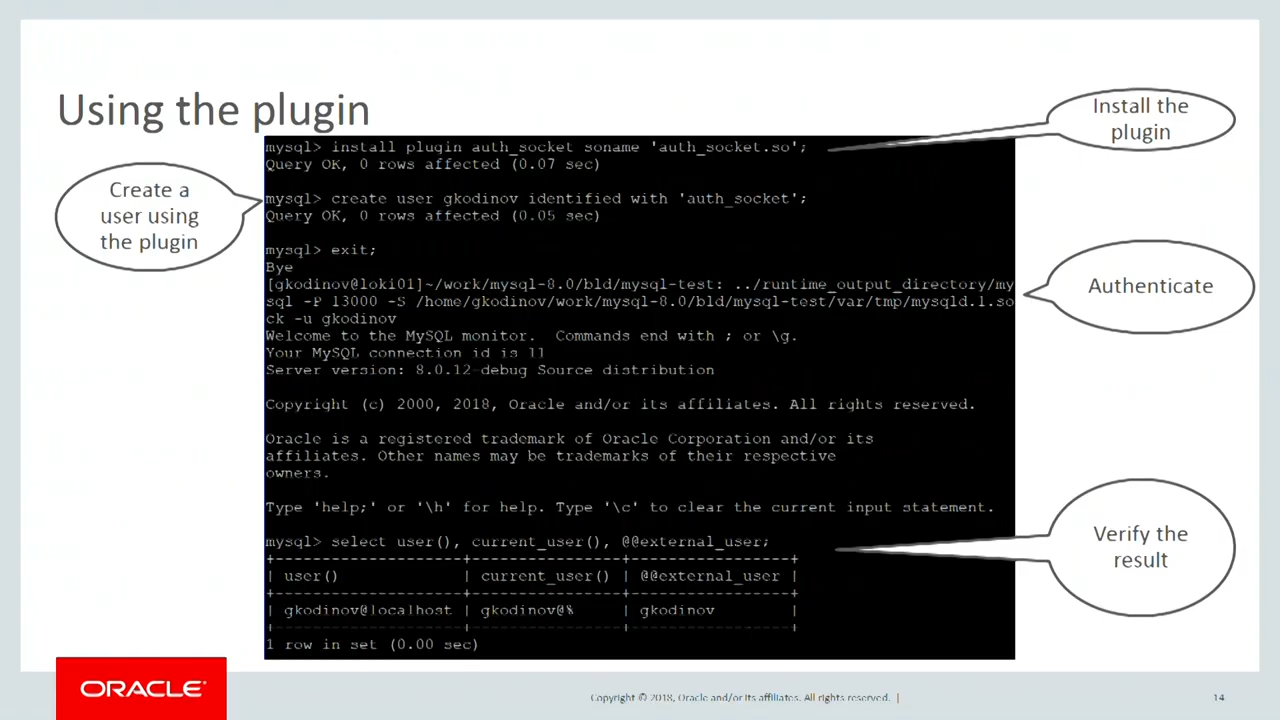 Using the plugin
Install the
plugin
Create a
user using
the plugin
mysql> install plugin auth_socket soname 'auth_socket.so';
Query OK, 0 rows affected (0.07 sec)
mysql> create user gkodinov identified with 'auth_socket';
Query OK, 0 rows affected (0.05 sec)
mysql> exit;
Bye
[gkodinov@loki01]~/work/mysql-8.0/bld/mysql-test: ../runtime_output_directory/my
sql -P 13000 -S /home/gkodinov/work/mysql-8.0/bld/mysql-test/var/tmp/mysqld.1.so
ck -u gkodinov
Authenticate
Welcome to the MySQL monitor.  Commands end with ; or \g.
Your MySQL connection id is 11
Server version: 8.0.12-debug Source distribution
Copyright (c) 2000, 2018, Oracle and/or its affiliates. All rights reserved.
Oracle is a registered trademark of Oracle Corporation and/or its
affiliates. Other names may be trademarks of their respective
owners.
Type 'help;' or '\h' for help. Type '\c' to clear the current input statement.
mysql> select user(), current_user(), @@external_user;
+--------------------+----------------+-----------------+
| user() | current_user() | @@external_user |
+--------------------+----------------+-----------------+
| gkodinov@localhost | gkodinov@% | gkodinov |
+--------------------+----------------+-----------------+
1 row in set (0.00 sec)
Verify the
result
ORACLE®
Copyright © 2018, Oracle and/or its affiliates. All rights reserved. |
14